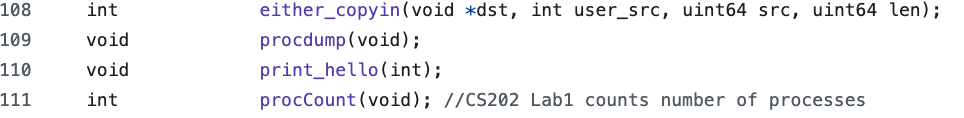 108 int either_copyin(void *dst, int user_src, uint64 src, uint64 len);
109 void procdump(void);
110 void print_hello(int);
111 int procCount(void); //CS202 Lab1 counts number of processes